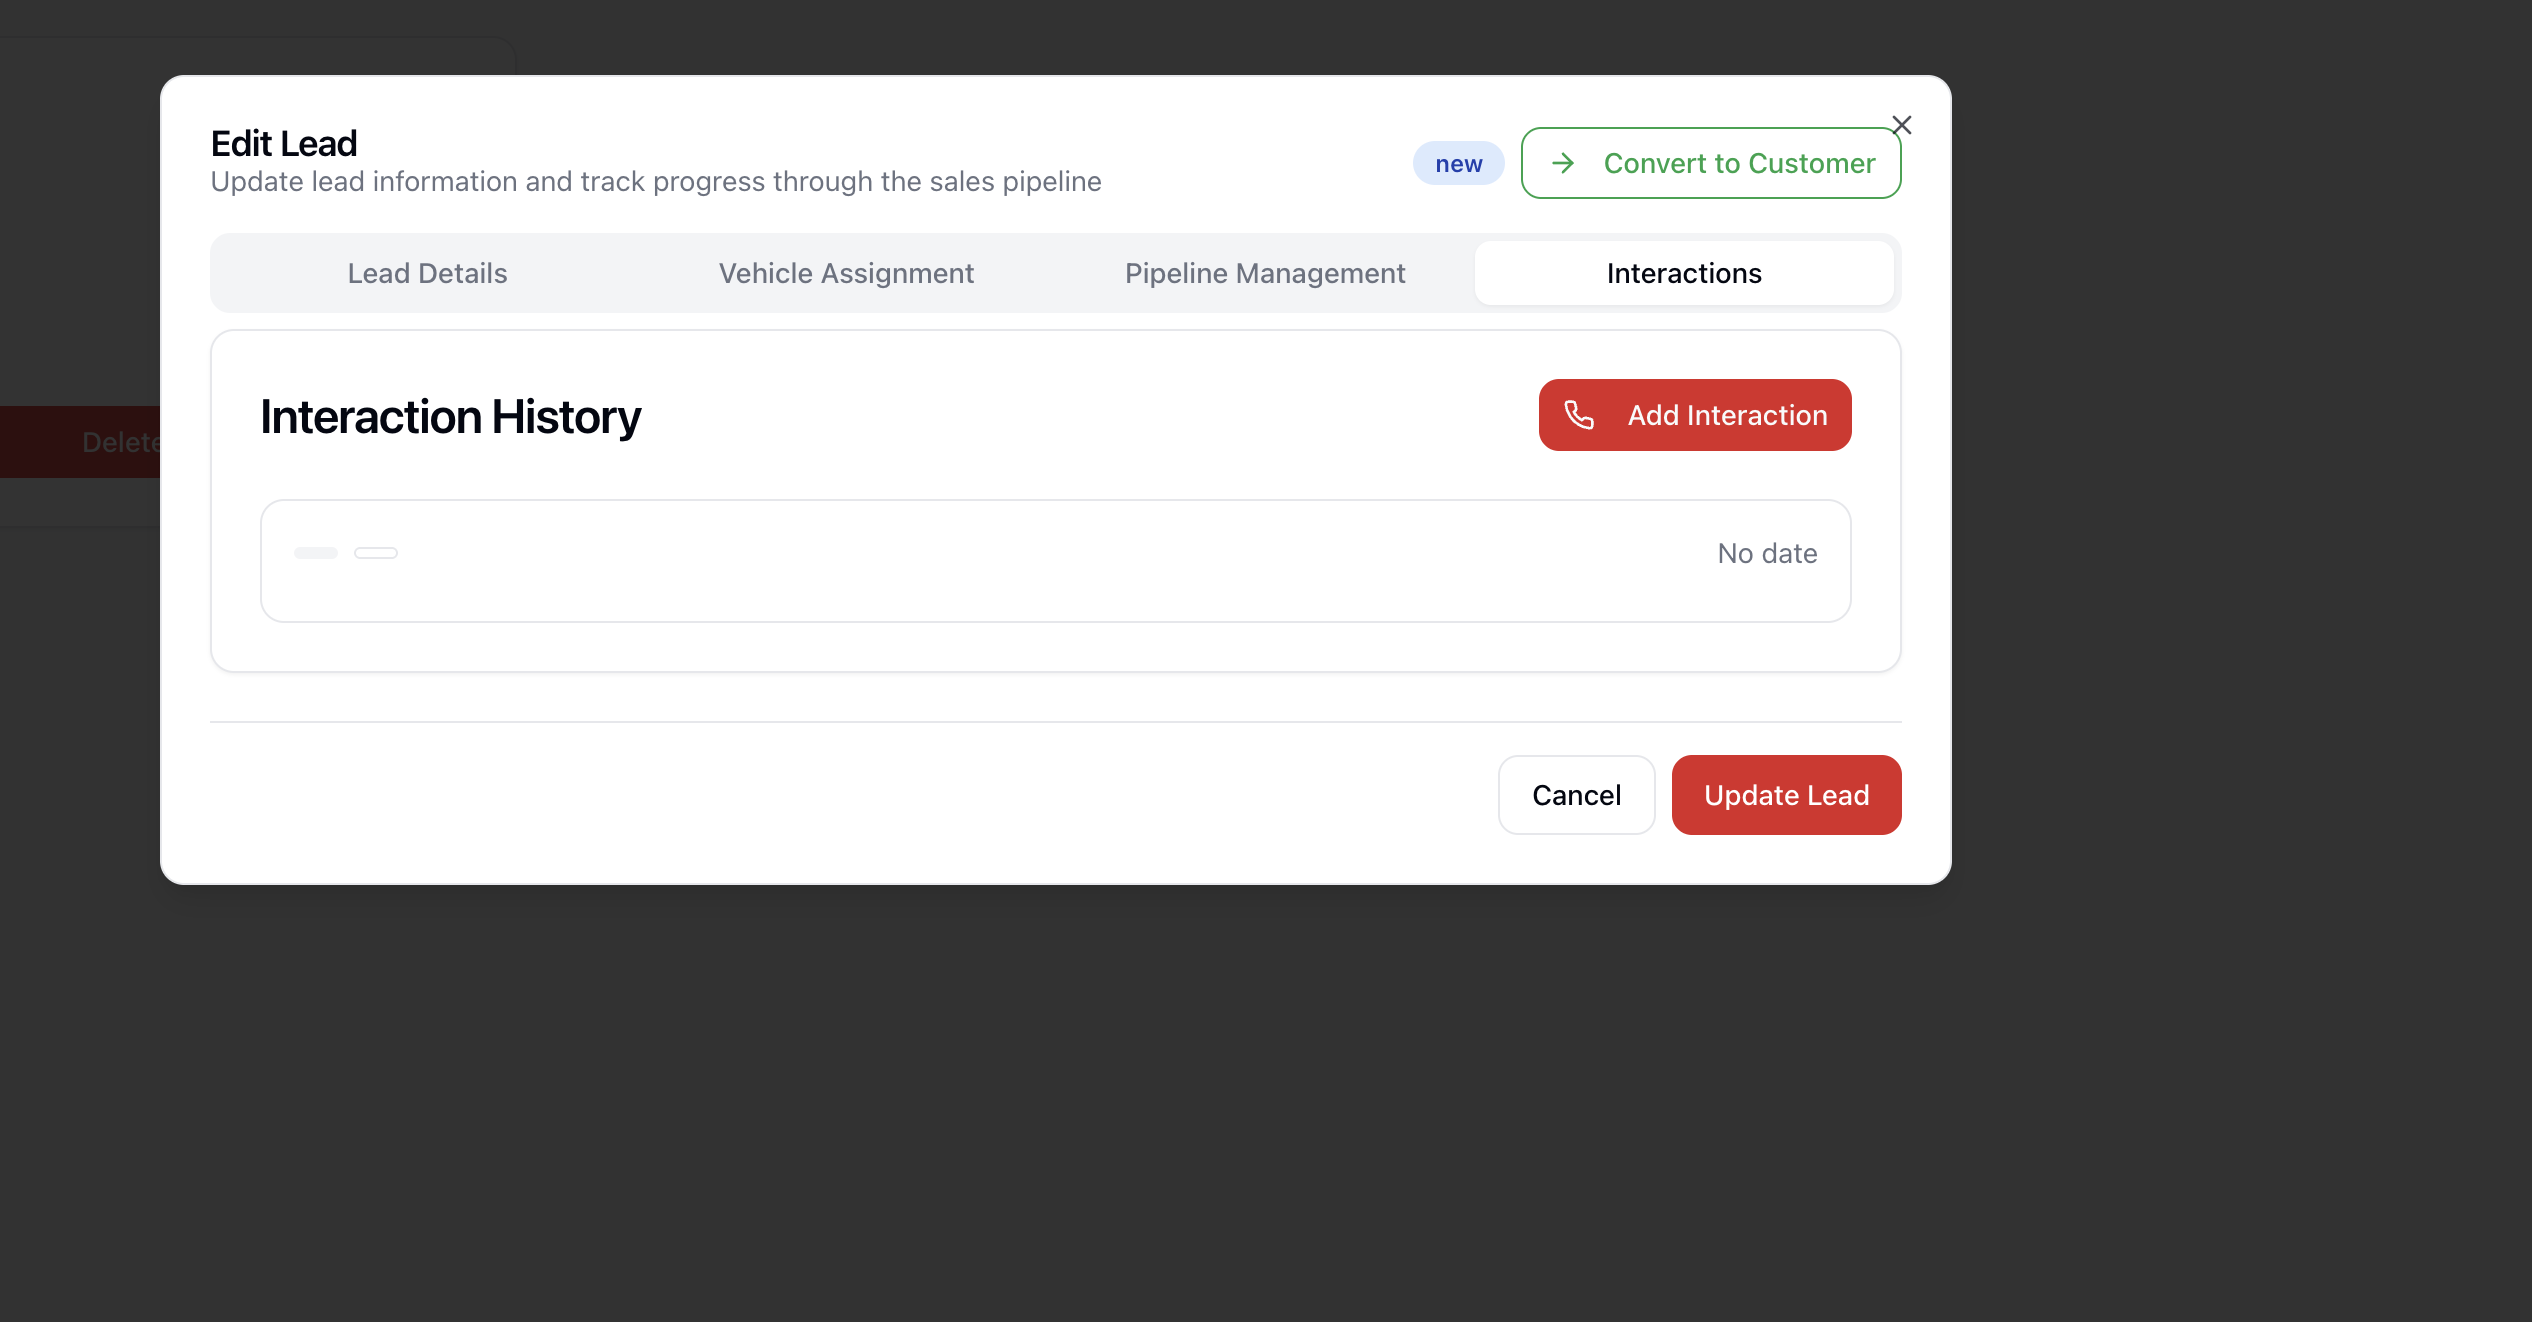 Edit Lead
Update lead information and track progress through the sales pipeline
new
Convert to Customer
Lead Details
Vehicle Assignment
Pipeline Management
Interactions
Interaction History
Add Interaction
Delete
No date
Cancel
Update Lead